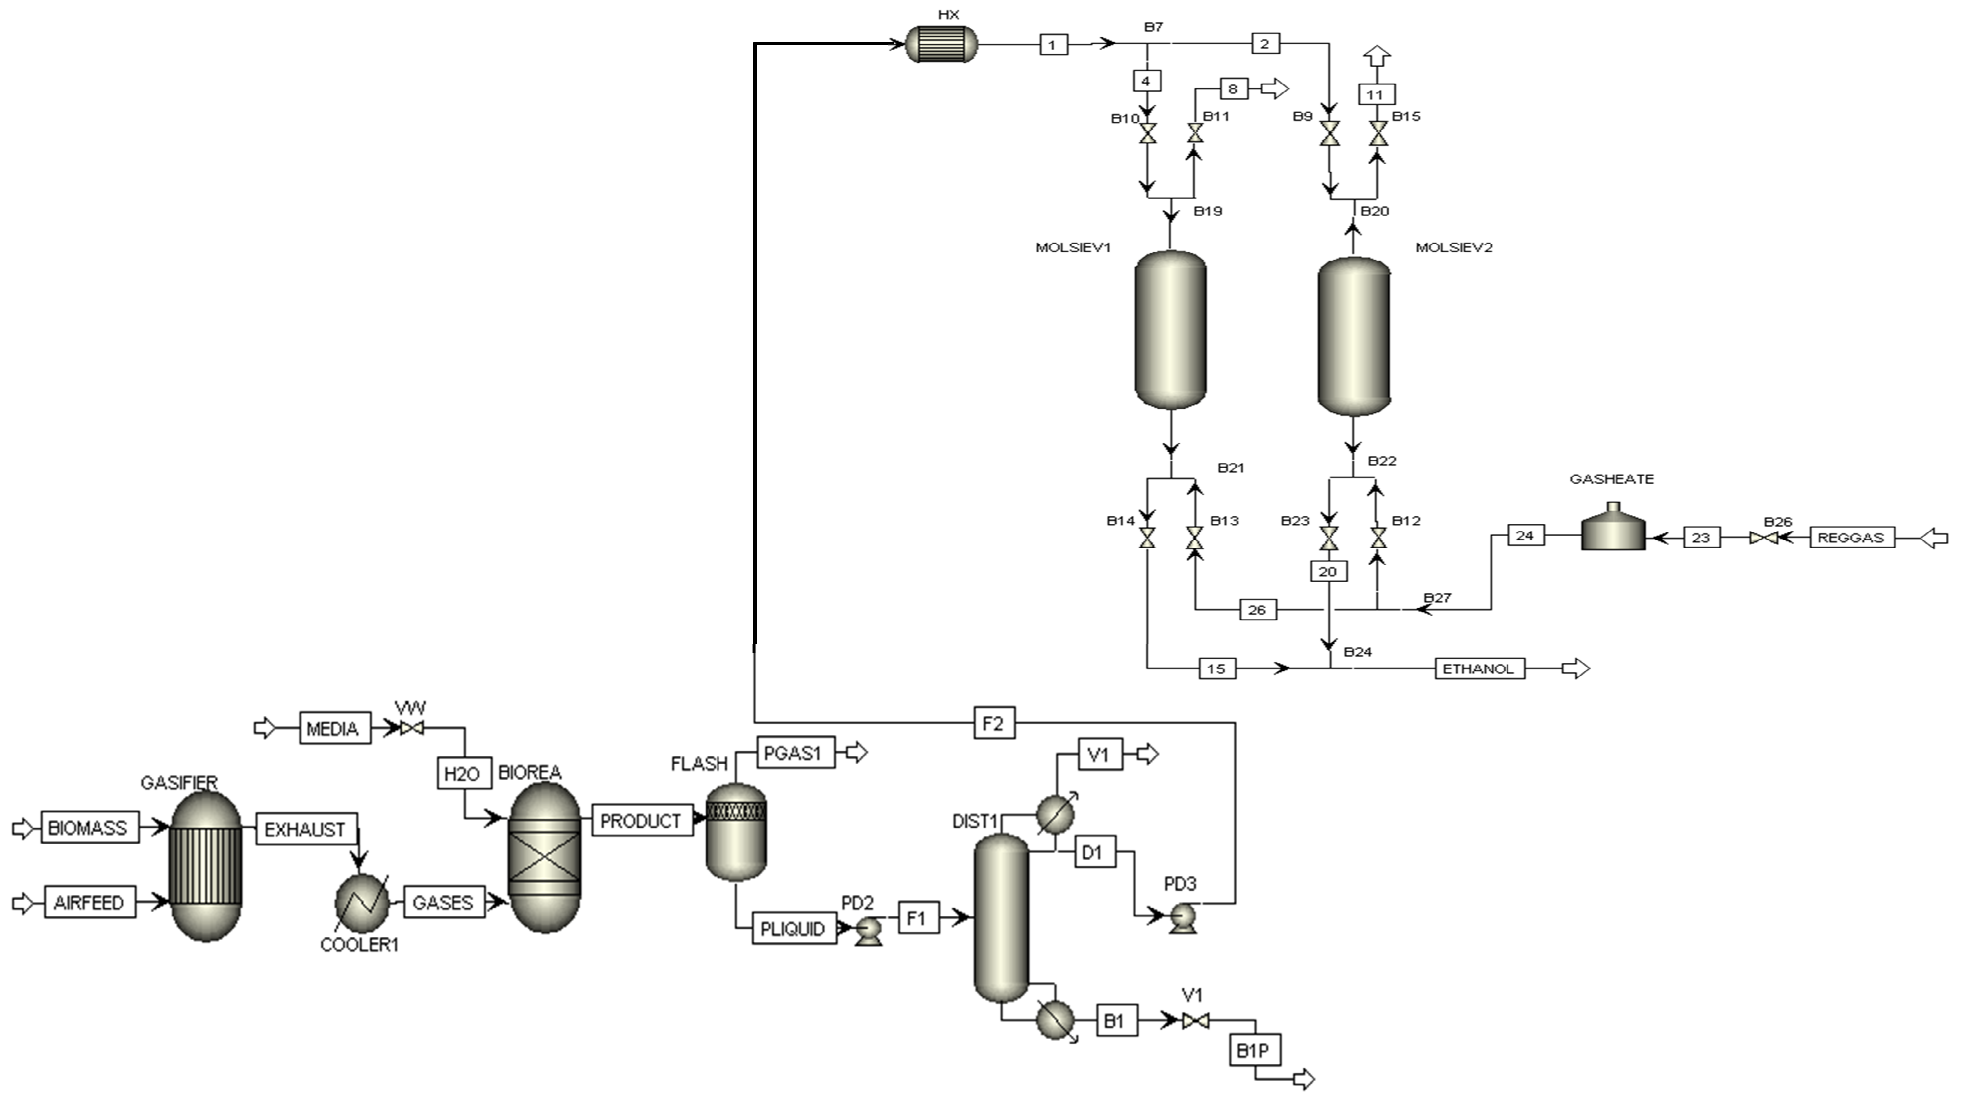 HX
B7
1
2
4
8
11
B10
B11
B9
B15
B19
B20
MOLSIEV1
MOLSIEV2
B21
B22
GASHEATE
B14
B13
B23
B12
24
23
B26
REGGAS
20
26
B27
B24
15
ETHANOL
VW
MEDIA
F2
PGAS1
V1
FLASH
H2O
BIOREA
GASIFIER
BIOMASS
EXHAUST
PRODUCT
DIST1
D1
PD3
AIRFEED
GASES
PD2
F1
PLIQUID
COOLER1
V1
B1
B1P